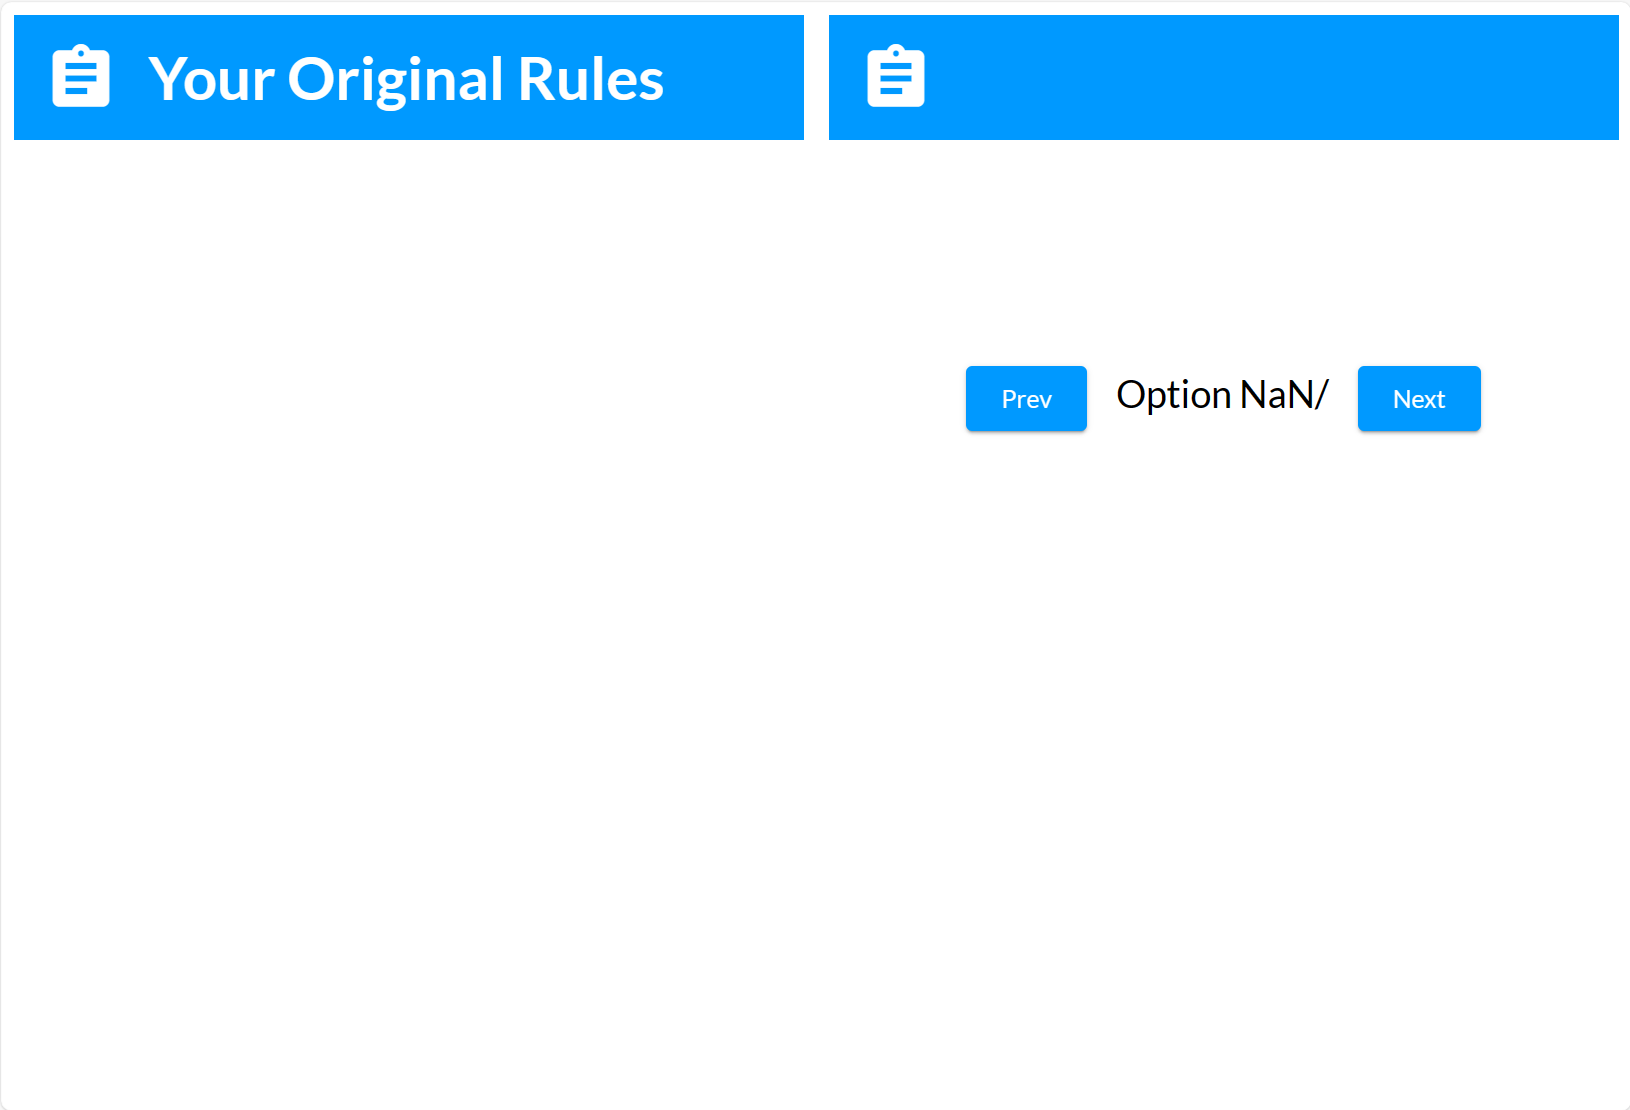 Your Original Rules
Prev
Option NaN/
Next